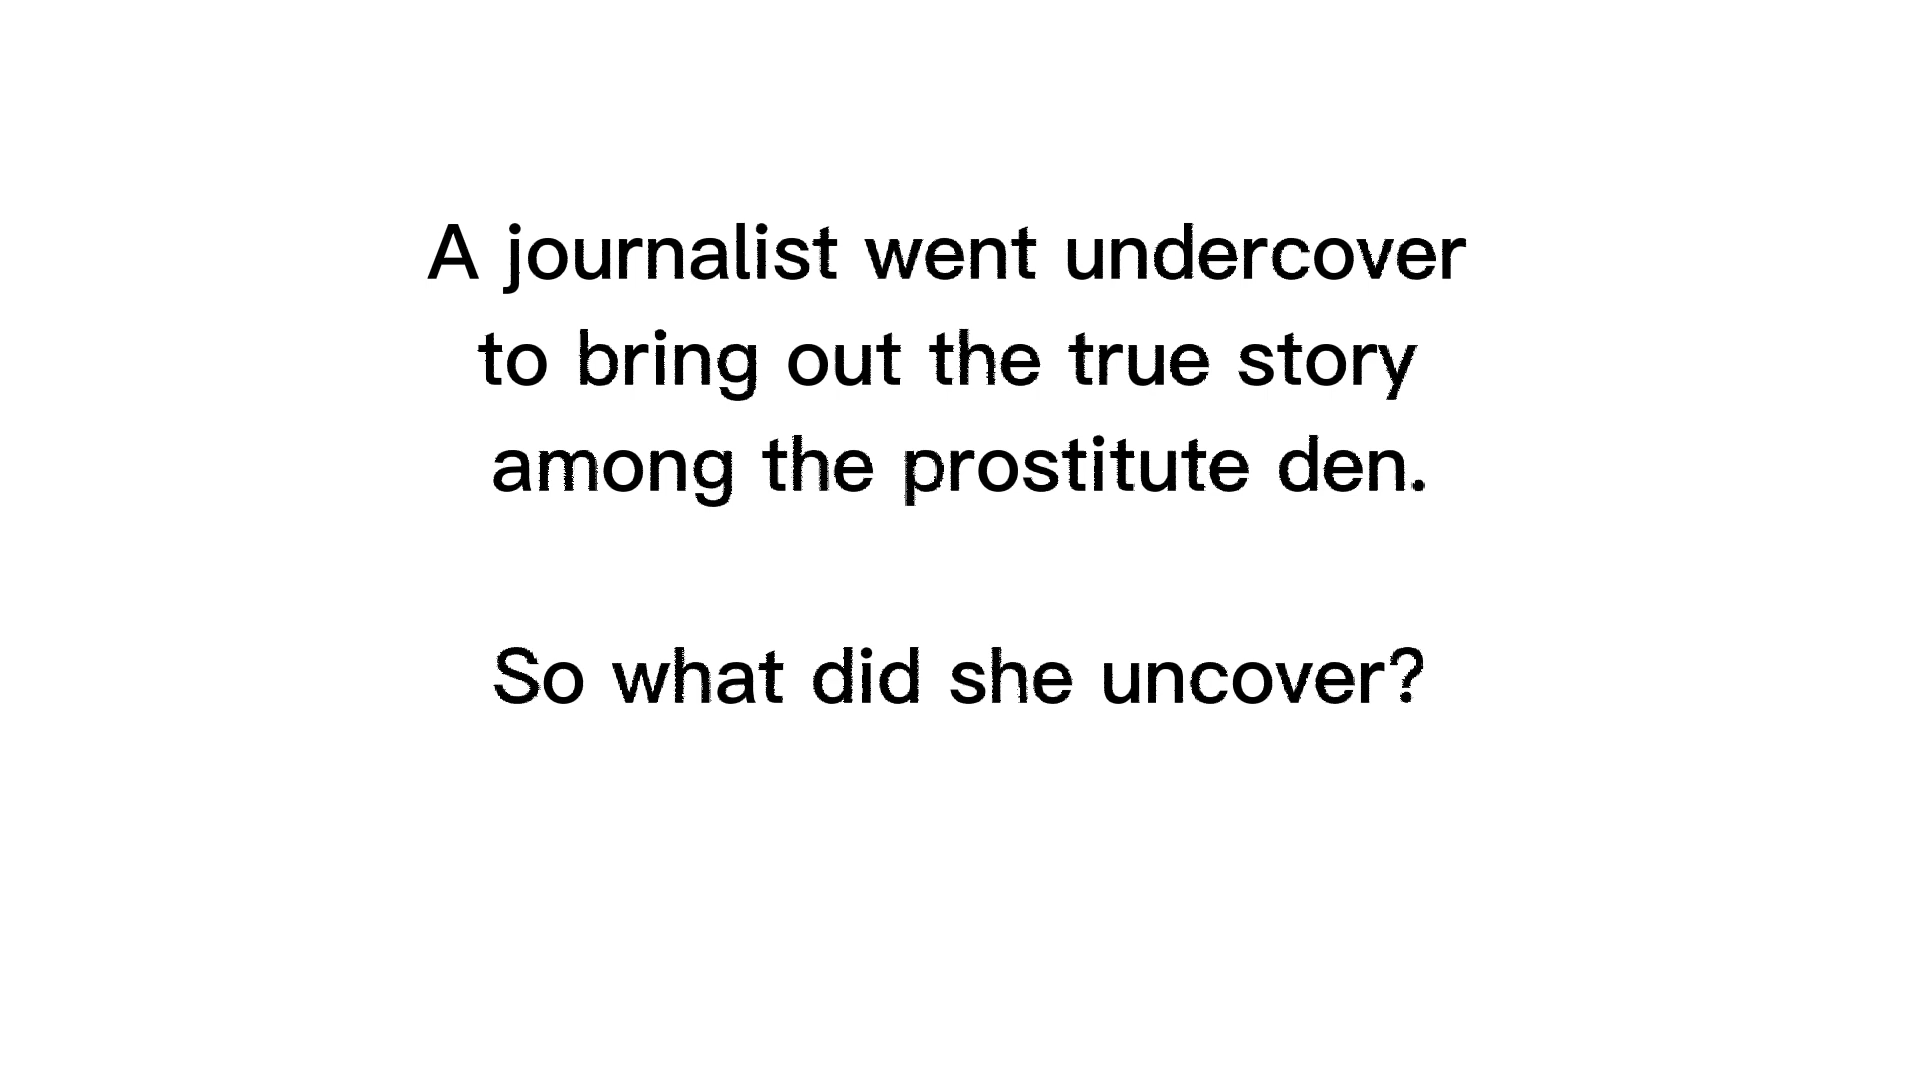 A journalist went undercover
to bring out the true story
among the prostitute den.
So what did she uncover?